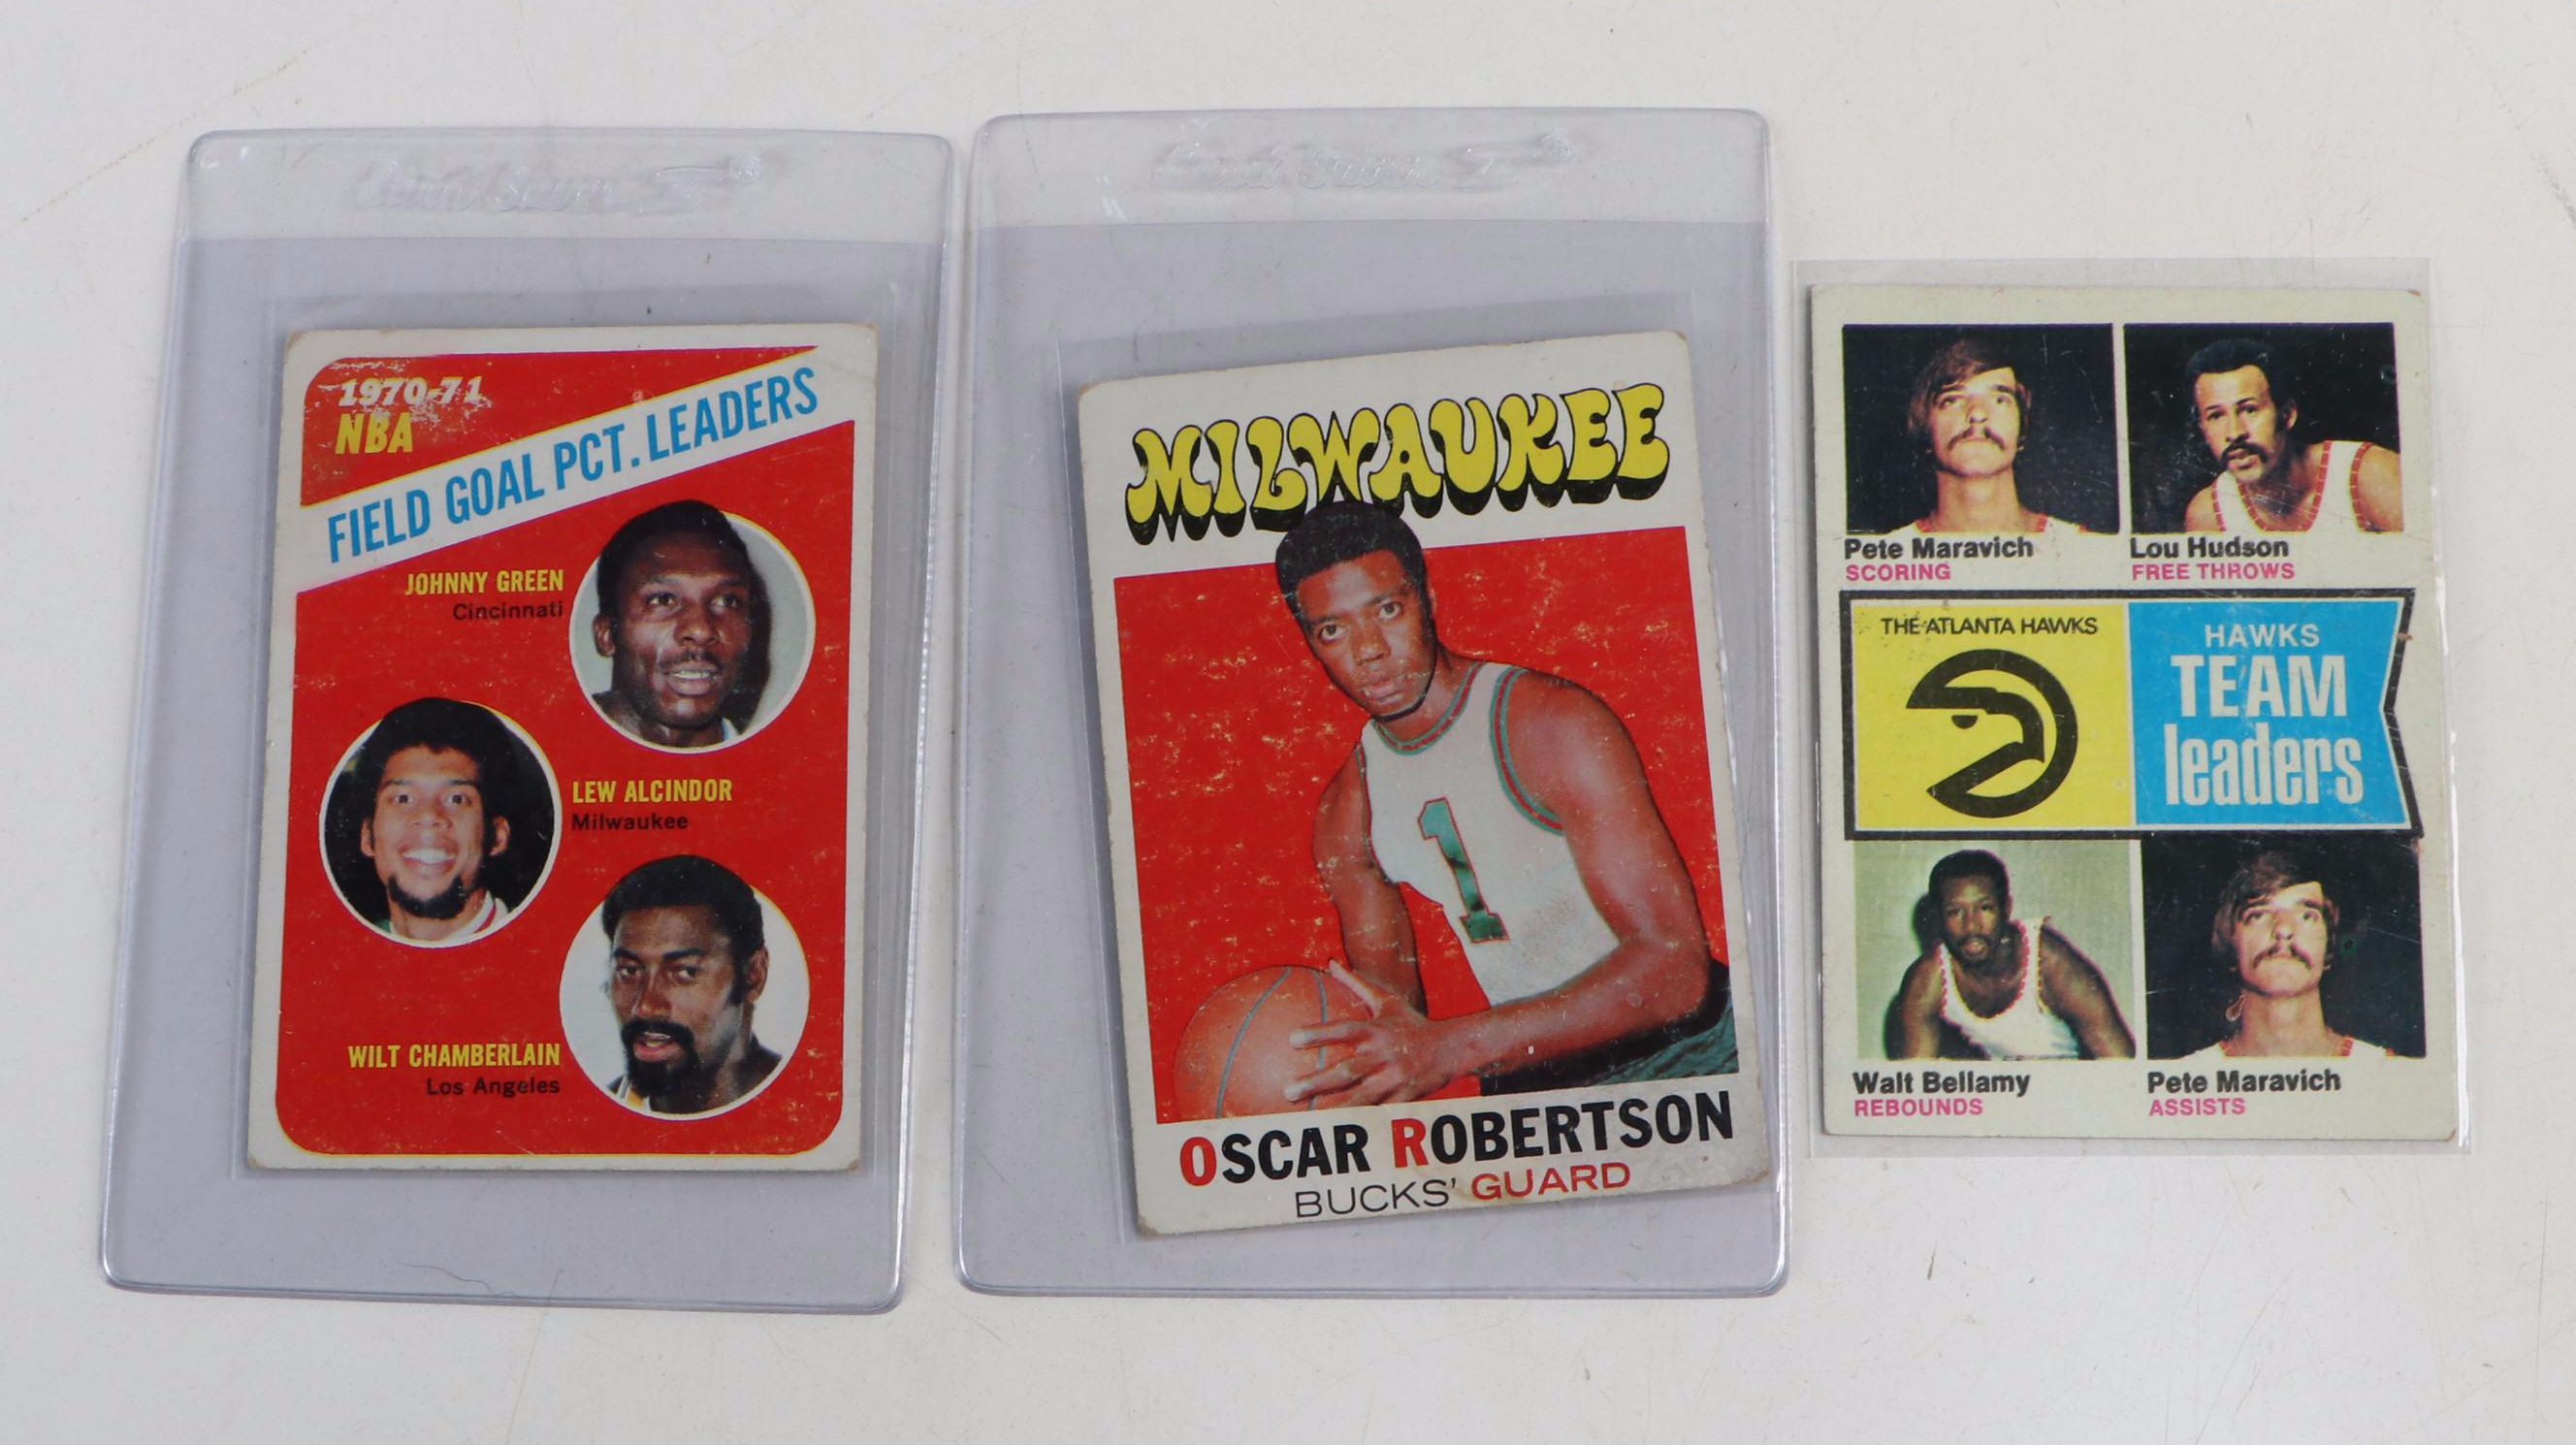 1970-71
NBA
FIELD GOAL PCT. LEADERS
JOHNNY GREEN
Cincinnati
LEW ALCINDOR
Milwaukee
WILT CHAMBERLAIN
Los Angeles
MILWAUKEE
1
OSCAR ROBERTSON
BUCKS' GUARD
Pete Maravich
SCORING
Lou Hudson
FREE THROWS
THE ATLANTA HAWKS
HAWKS
TEAM
leaders
Walt Bellamy
REBOUNDS
Pete Maravich
ASSISTS